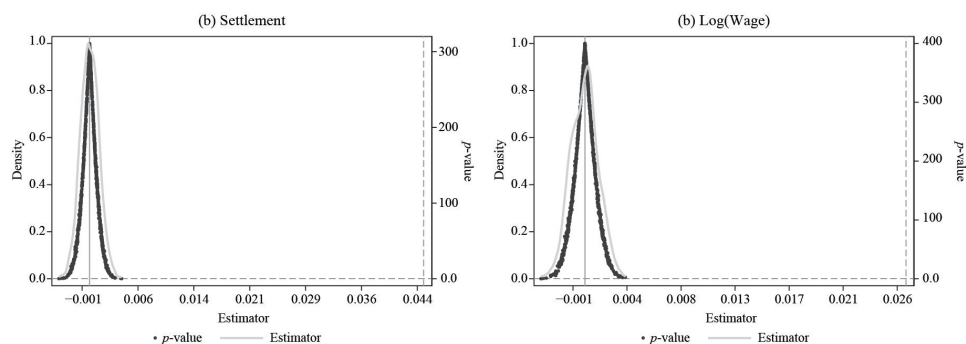 (b) Settlement
1.0
0.8
0.6
0.4
0.2
0.0
Density
300
200
100
0.0
p-value
−0.001 0.006 0.014 0.021 0.029 0.036 0.044
Estimator
p-value Estimator
(b) Log(Wage)
1.0
0.8
0.6
0.4
0.2
0.0
Density
400
300
200
100
0.0
p-value
−0.001 0.004 0.008 0.013 0.017 0.021 0.026
Estimator
p-value Estimator